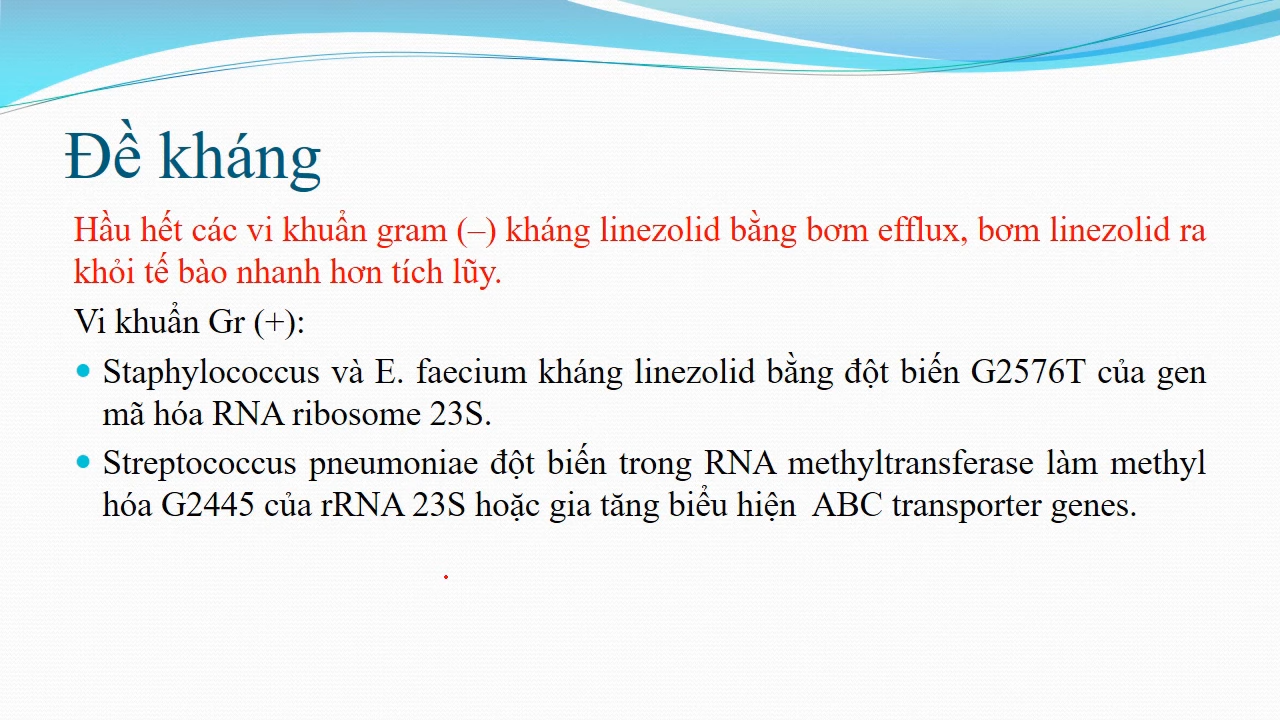 Đề kháng
Hầu hết các vi khuẩn gram (–) kháng linezolid bằng bơm efflux, bơm linezolid ra
khỏi tế bào nhanh hơn tích lũy.
Vi khuẩn Gr (+):
• Staphylococcus và E. faecium kháng linezolid bằng đột biến G2576T của gen
mã hóa RNA ribosome 23S.
• Streptococcus pneumoniae đột biến trong RNA methyltransferase làm methyl
hóa G2445 của rRNA 23S hoặc gia tăng biểu hiện ABC transporter genes.